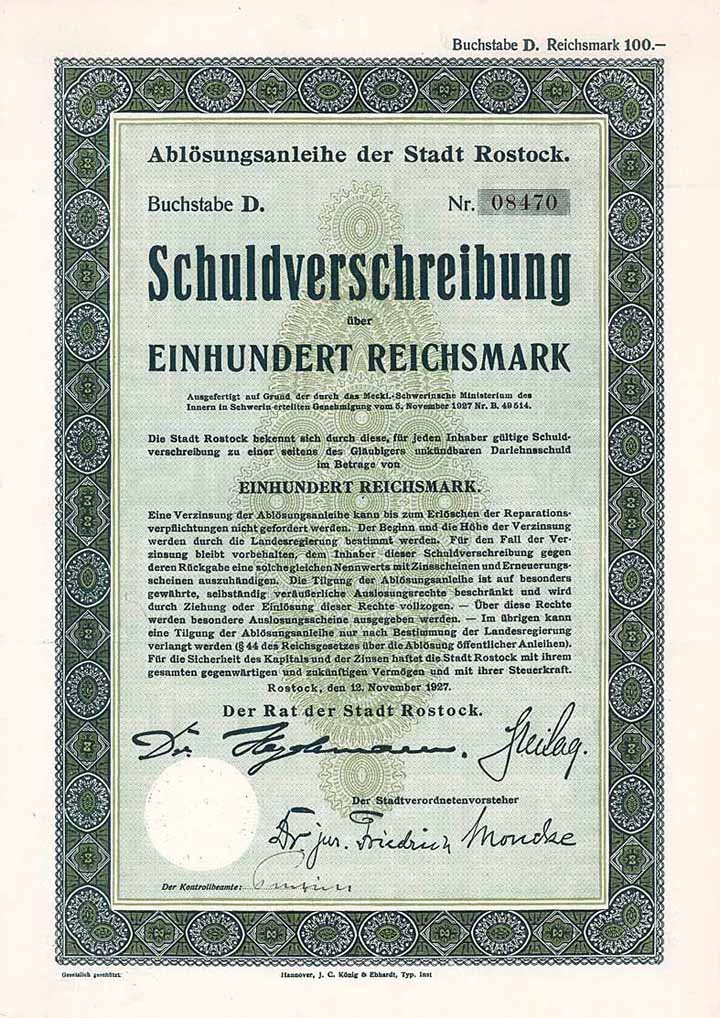 Buchstabe D. Reichsmark 100.—
Ablösungsanleihe der Stadt Rostock.
Buchstabe D. Nr. 08470
Schuldverschreibung
über
EINHUNDERT REICHSMARK
Ausgefertigt auf Grund der durch das Meckl.-Schwerinsche Ministerium des
Innern in Schwerin erteilten Genehmigung vom 5. November 1927 Nr. B. 49514.
Die Stadt Rostock bekennt sich durch diese, für jeden Inhaber gültige Schuld-
verschreibung zu einer seitens des Gläubigers unkündbaren Darlehnsschuld
im Betrage von
EINHUNDERT REICHSMARK.
Eine Verzinsung der Ablösungsanleihe kann bis zum Erlöschen der Reparations-
verpflichtungen nicht gefordert werden. Der Beginn und die Höhe der Verzinsung
werden durch die Landesregierung bestimmt werden. Für den Fall der Ver-
zinsung bleibt vorbehalten, dem Inhaber dieser Schuldverschreibung gegen
deren Rückgabe eine solche gleichen Nennwerts mit Zinsscheinen und Erneuerungs-
scheinen auszuhändigen. Die Tilgung der Ablösungsanleihe ist auf besonders
gewährte, selbständig veräußerliche Auslosungsrechte beschränkt und wird
durch Ziehung oder Einlösung dieser Rechte vollzogen. — Über diese Rechte
werden besondere Auslosungsscheine ausgegeben werden. — Im übrigen kann
eine Tilgung der Ablösungsanleihe nur nach Bestimmung der Landesregierung
verlangt werden (§ 44 des Reichsgesetzes über die Ablösung öffentlicher Anleihen).
Für die Sicherheit des Kapitals und der Zinsen haftet die Stadt Rostock mit ihrem
gesamten gegenwärtigen und zukünftigen Vermögen und mit ihrer Steuerkraft.
Rostock, den 12. November 1927.
Der Rat der Stadt Rostock.
Dr. Heydemann.
Der Stadtverordnetenvorsteher
Dr. jur. Friedrich Moncke
Der Kontrollbeamte:
Gesetzlich geschützt.
Hannover, J. C. König & Ebhardt, Typ. Inst